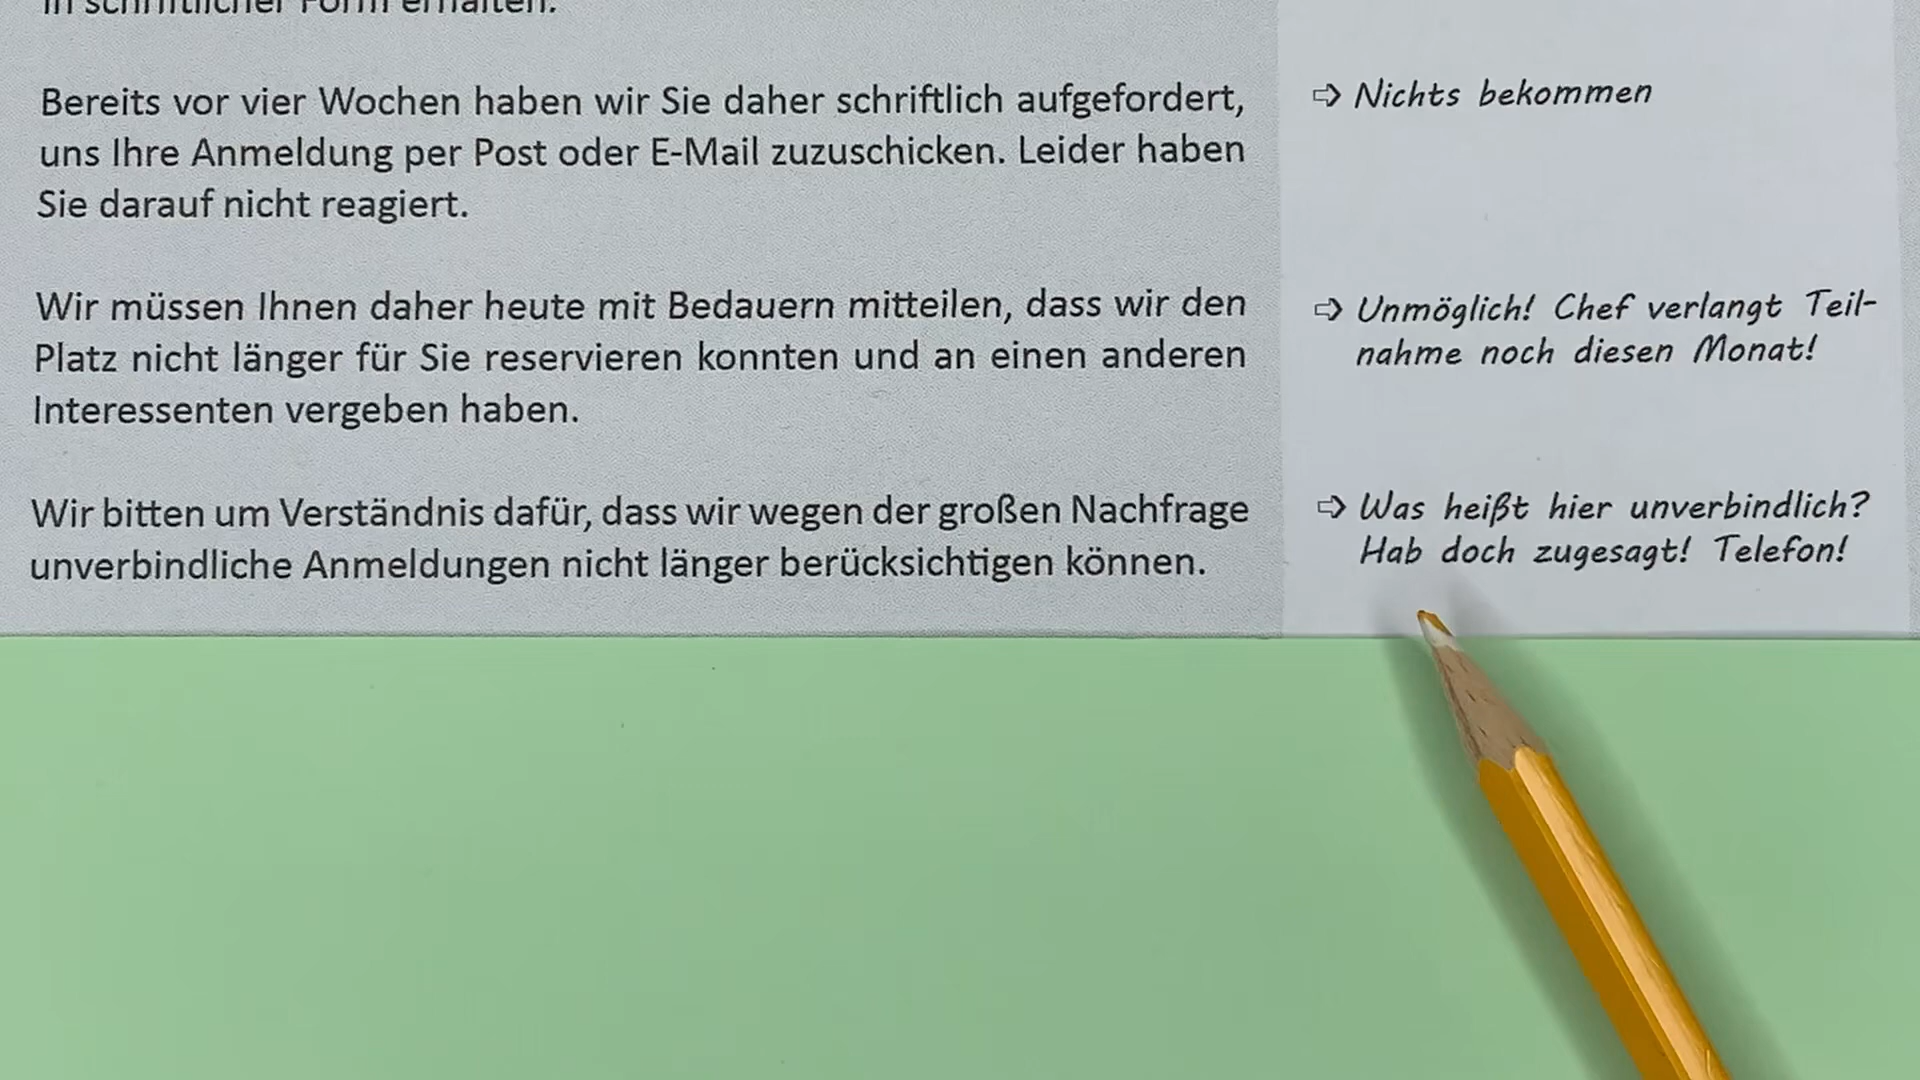 in schriftlicher Form erhalten.
Bereits vor vier Wochen haben wir Sie daher schriftlich aufgefordert,
uns Ihre Anmeldung per Post oder E-Mail zuzuschicken. Leider haben
Sie darauf nicht reagiert.
⇨ Nichts bekommen
Wir müssen Ihnen daher heute mit Bedauern mitteilen, dass wir den
Platz nicht länger für Sie reservieren konnten und an einen anderen
Interessenten vergeben haben.
⇨ Unmöglich! Chef verlangt Teil-
nahme noch diesen Monat!
Wir bitten um Verständnis dafür, dass wir wegen der großen Nachfrage
unverbindliche Anmeldungen nicht länger berücksichtigen können.
⇨ Was heißt hier unverbindlich?
Hab doch zugesagt! Telefon!